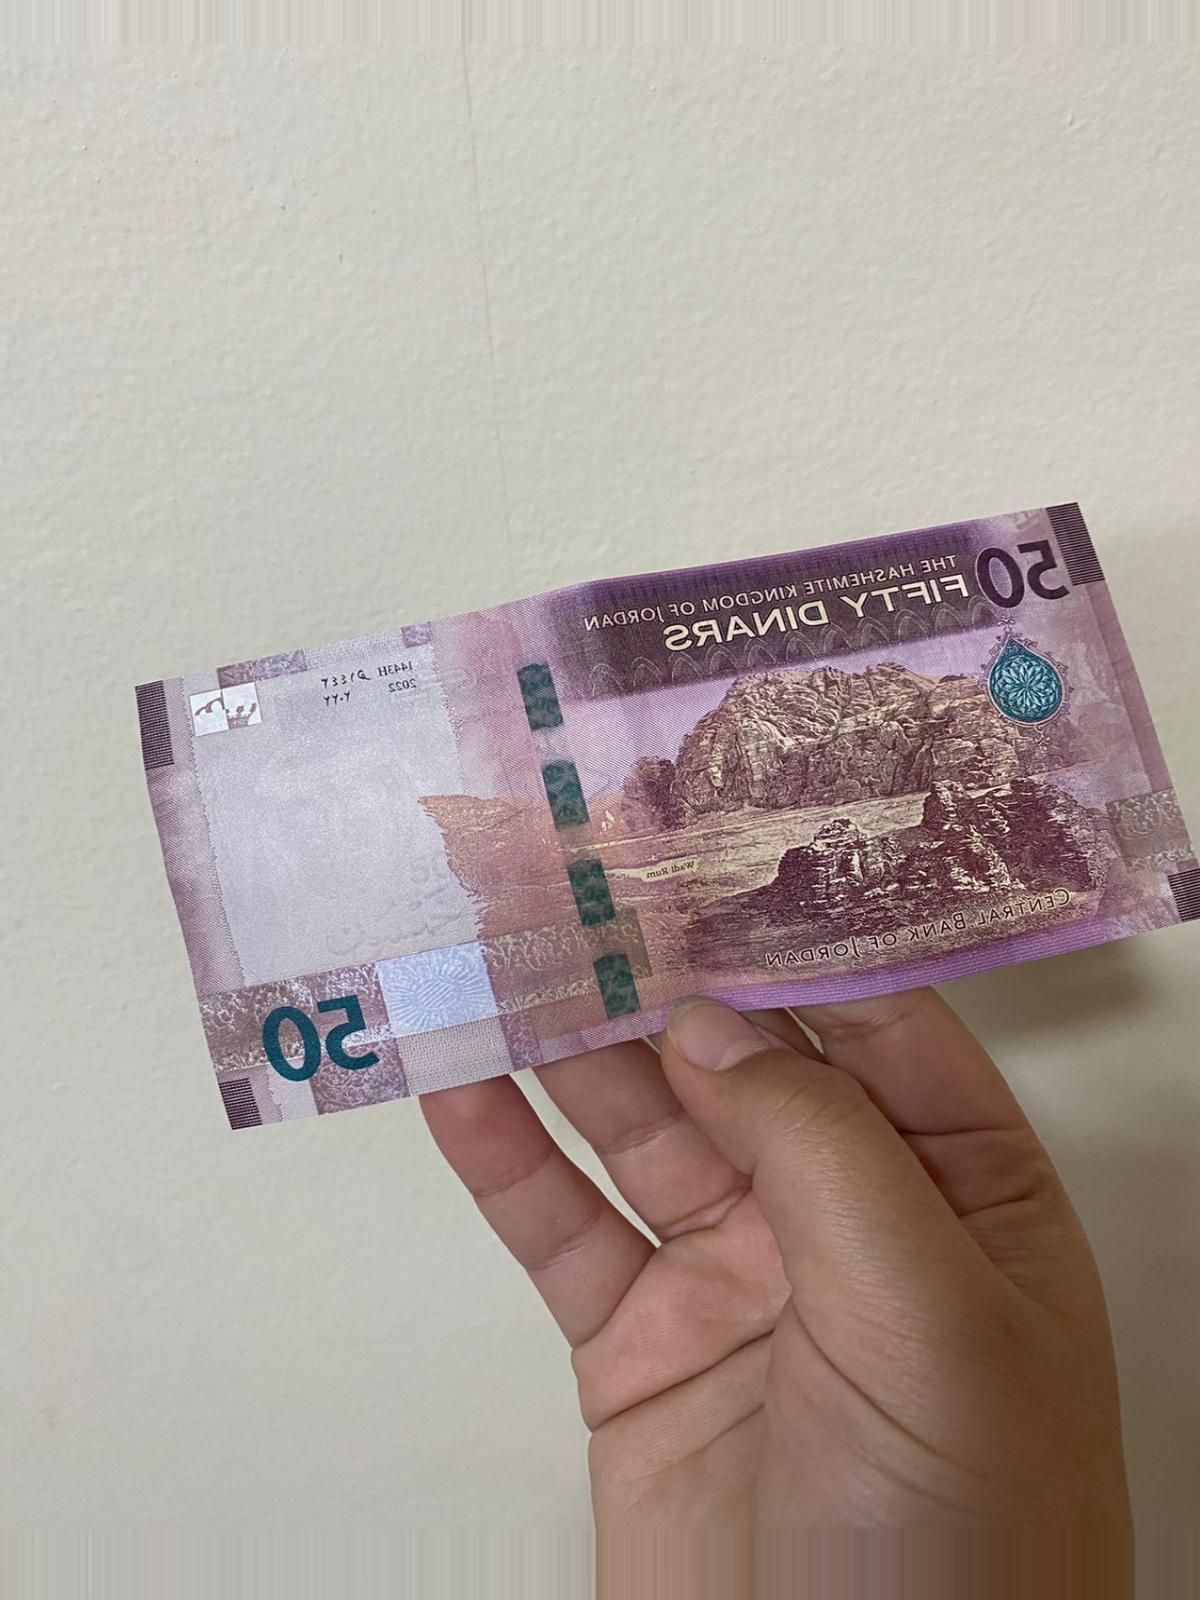 50
THE HASHEMITE KINGDOM OF JORDAN
FIFTY DINARS
1443H ١٤٤٣هـ
2022 ٢٠٢٢
Wadi Rum
CENTRAL BANK OF JORDAN
50